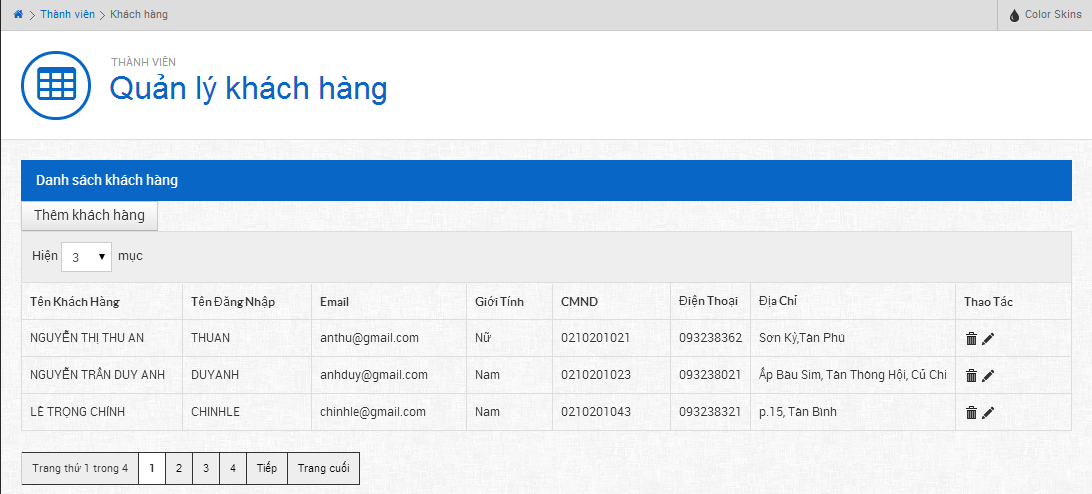 Thành viên Khách hàng Color Skins
THÀNH VIÊN
Quản lý khách hàng
Danh sách khách hàng
Thêm khách hàng
Hiện 3 mục
Tên Khách Hàng Tên Đăng Nhập Email Giới Tính CMND Điện Thoại Địa Chỉ Thao Tác
NGUYỄN THỊ THU AN THUAN anthu@gmail.com Nữ 0210201021 093238362 Sơn Kỳ,Tân Phú
NGUYỄN TRẦN DUY ANH DUYANH anhduy@gmail.com Nam 0210201023 093238021 Ấp Bàu Sim, Tân Thông Hội, Củ Chi
LÊ TRỌNG CHÍNH CHINHLE chinhle@gmail.com Nam 0210201043 093238321 p.15, Tân Bình
Trang thứ 1 trong 4 1 2 3 4 Tiếp Trang cuối